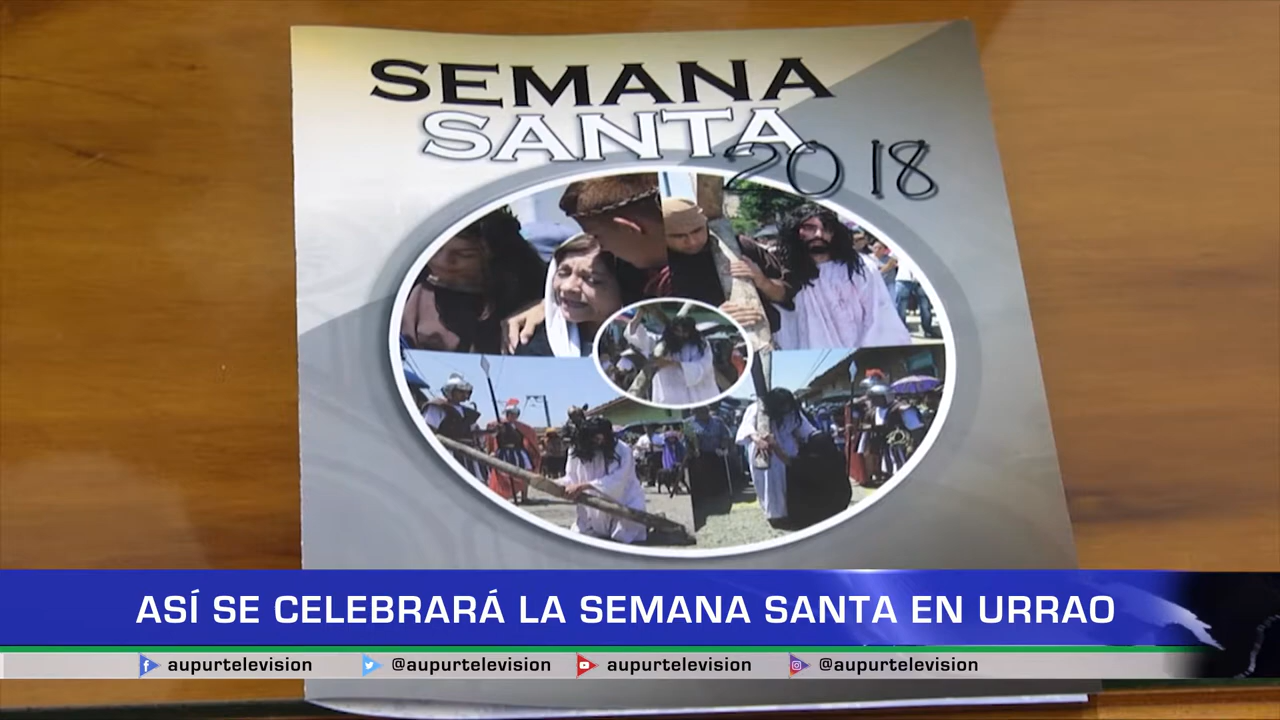 SEMANA
SANTA
2018
ASÍ SE CELEBRARÁ LA SEMANA SANTA EN URRAO
aupurtelevision @aupurtelevision aupurtelevision @aupurtelevision